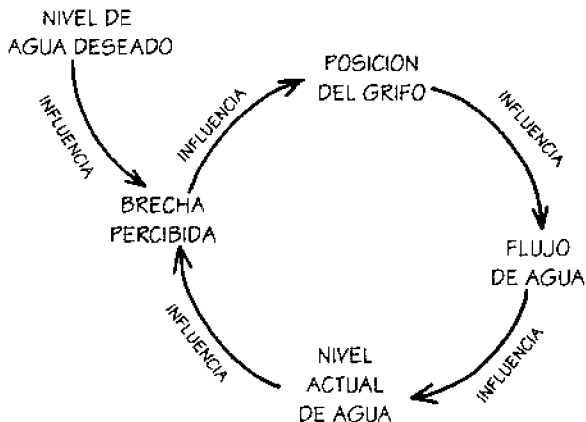 NIVEL DE
AGUA DESEADO
INFLUENCIA
BRECHA
PERCIBIDA
INFLUENCIA
POSICION
DEL GRIFO
INFLUENCIA
FLUJO
DE AGUA
INFLUENCIA
NIVEL
ACTUAL
DE AGUA
INFLUENCIA